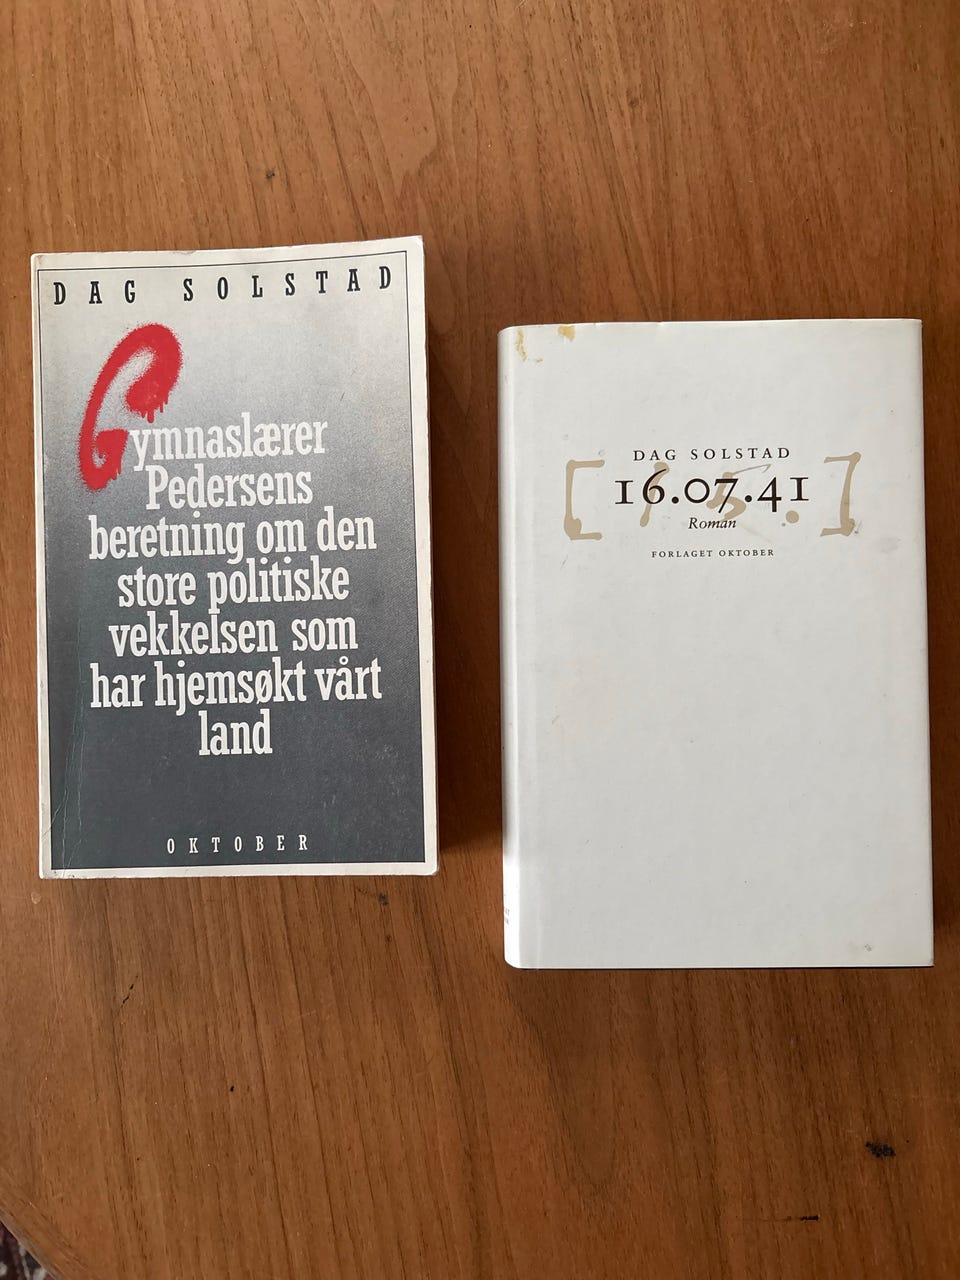 DAG SOLSTAD
Gymnaslærer
Pedersens
beretning om den
store politiske
vekkelsen som
har hjemsøkt vårt
land
OKTOBER
DAG SOLSTAD
[15.]
16.07.41
Roman
FORLAGET OKTOBER